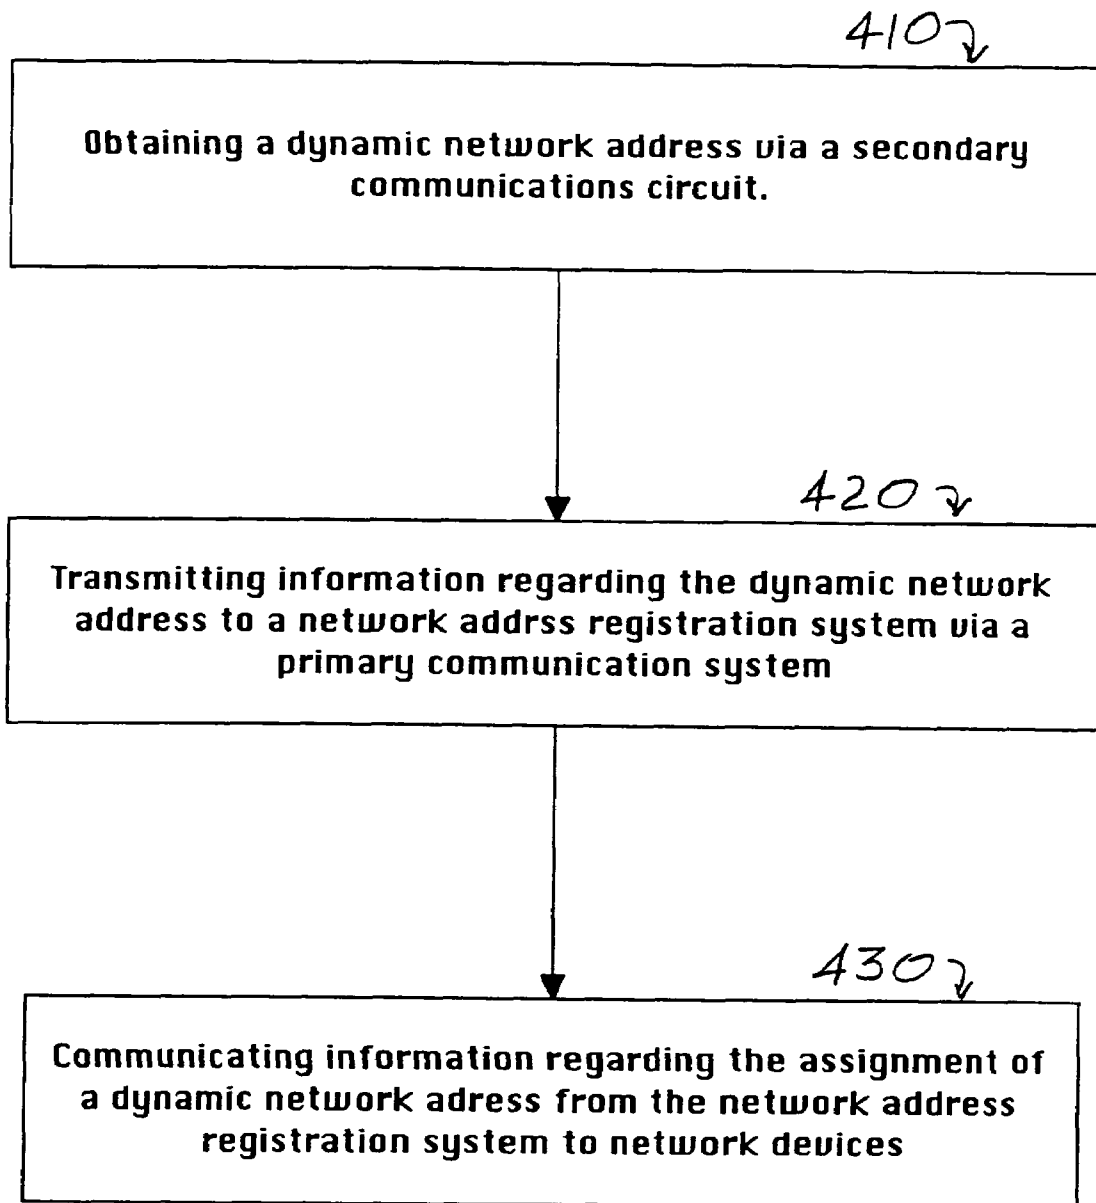 410
Obtaining a dynamic network address via a secondary
communications circuit.
420
Transmitting information regarding the dynamic network
address to a network addrss registration system via a
primary communication system
430
Communicating information regarding the assignment of
a dynamic network adress from the network address
registration system to network devices